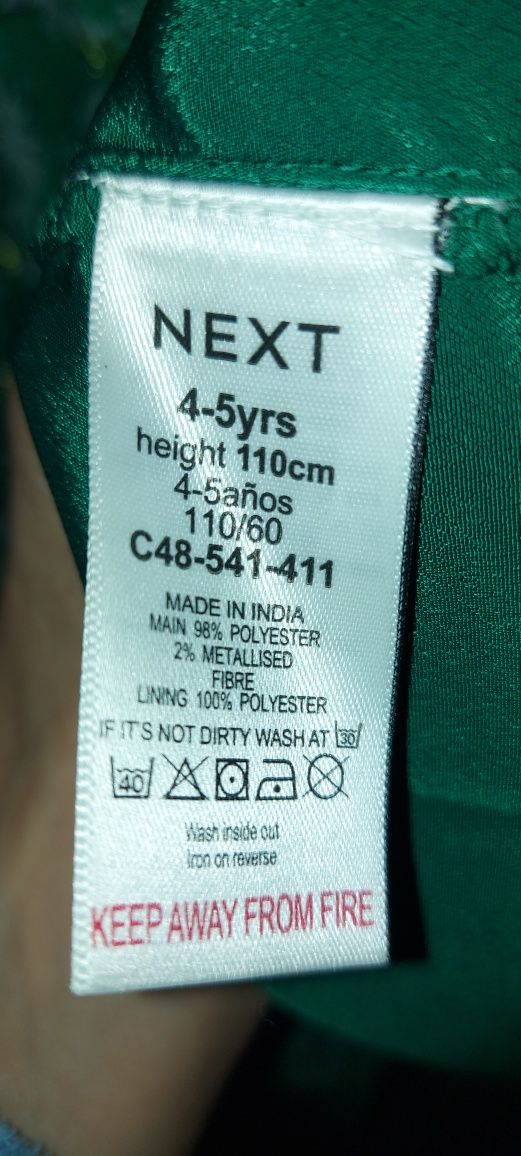 NEXT
4-5yrs
height 110cm
4-5años
110/60
C48-541-411
MADE IN INDIA
MAIN 98% POLYESTER
2% METALLISED
FIBRE
LINING 100% POLYESTER
IF IT'S NOT DIRTY WASH AT 30
40
Wash inside out
Iron on reverse
KEEP AWAY FROM FIRE